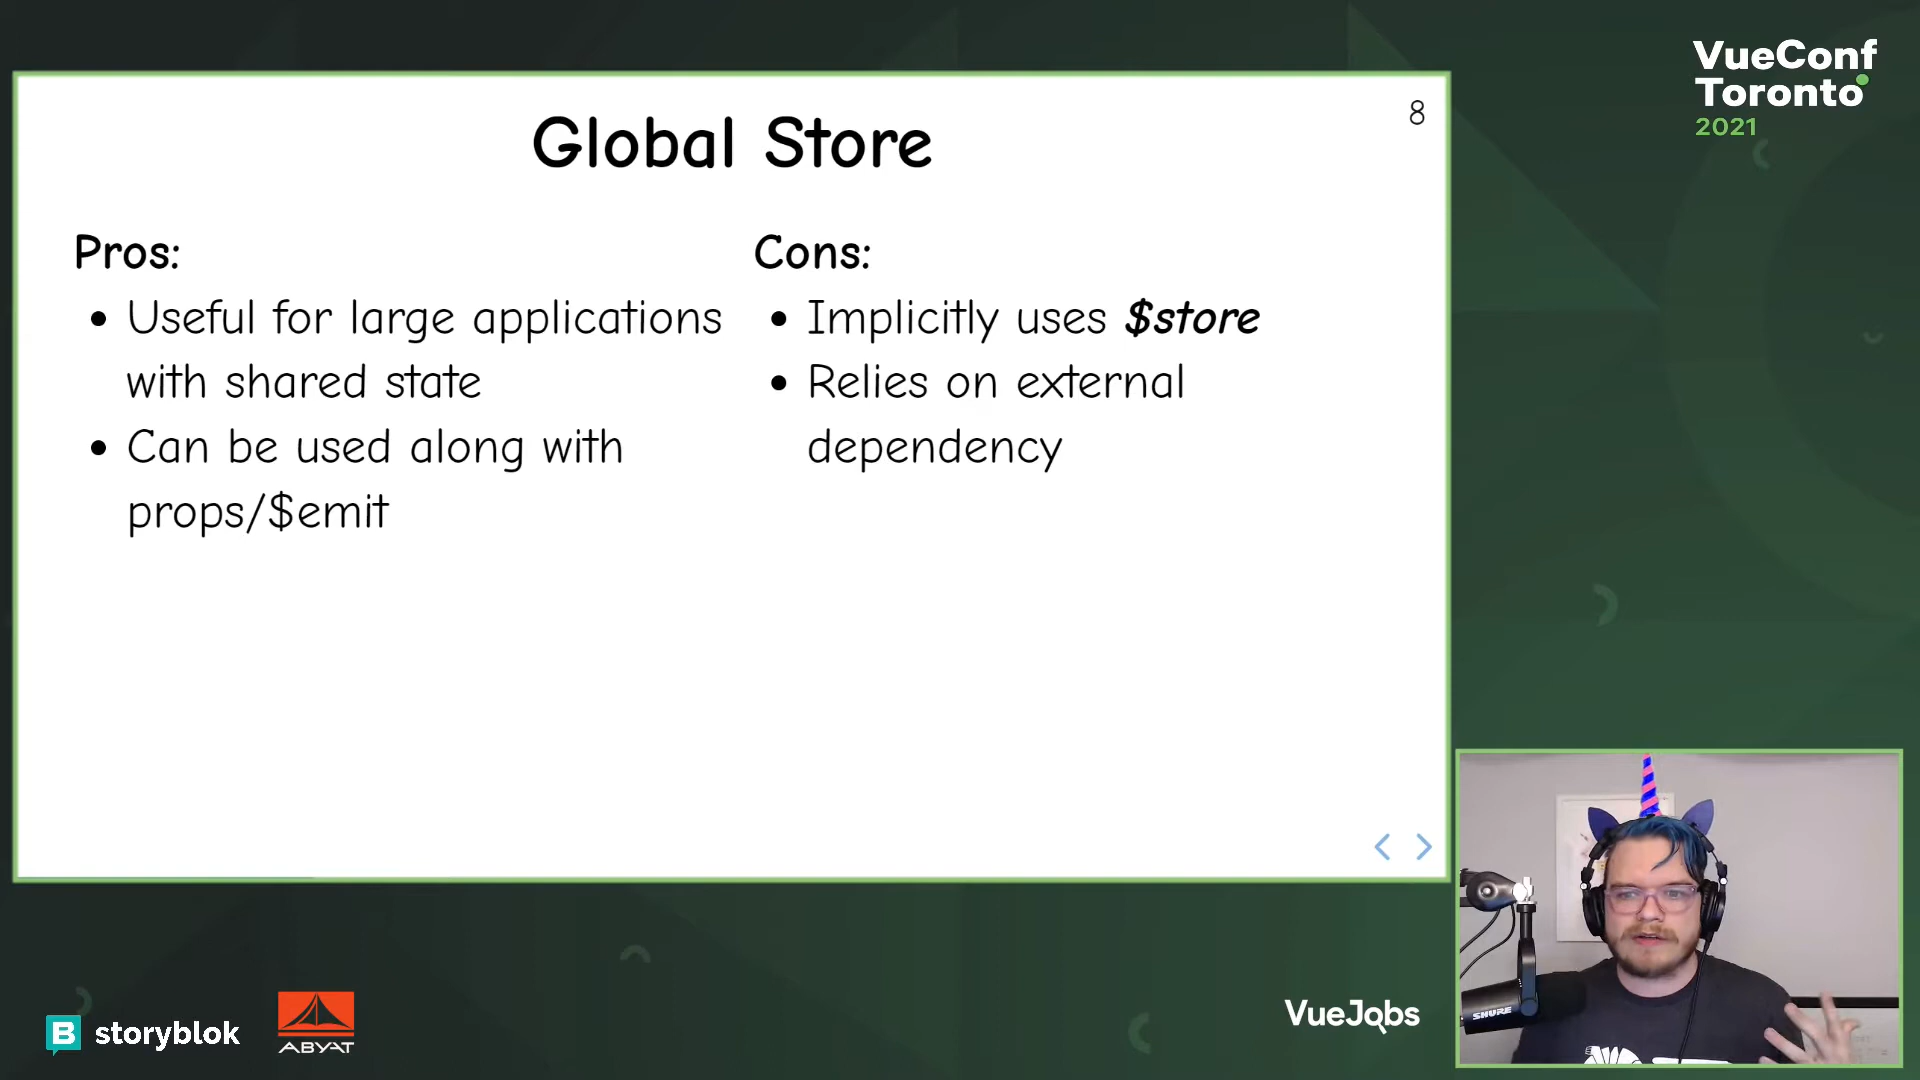 VueConf
Toronto
2021
8
Global Store
Pros:
• Useful for large applications
with shared state
• Can be used along with
props/$emit
Cons:
• Implicitly uses $store
• Relies on external
dependency
B storyblok
ABYAT
VueJobs
SHURE